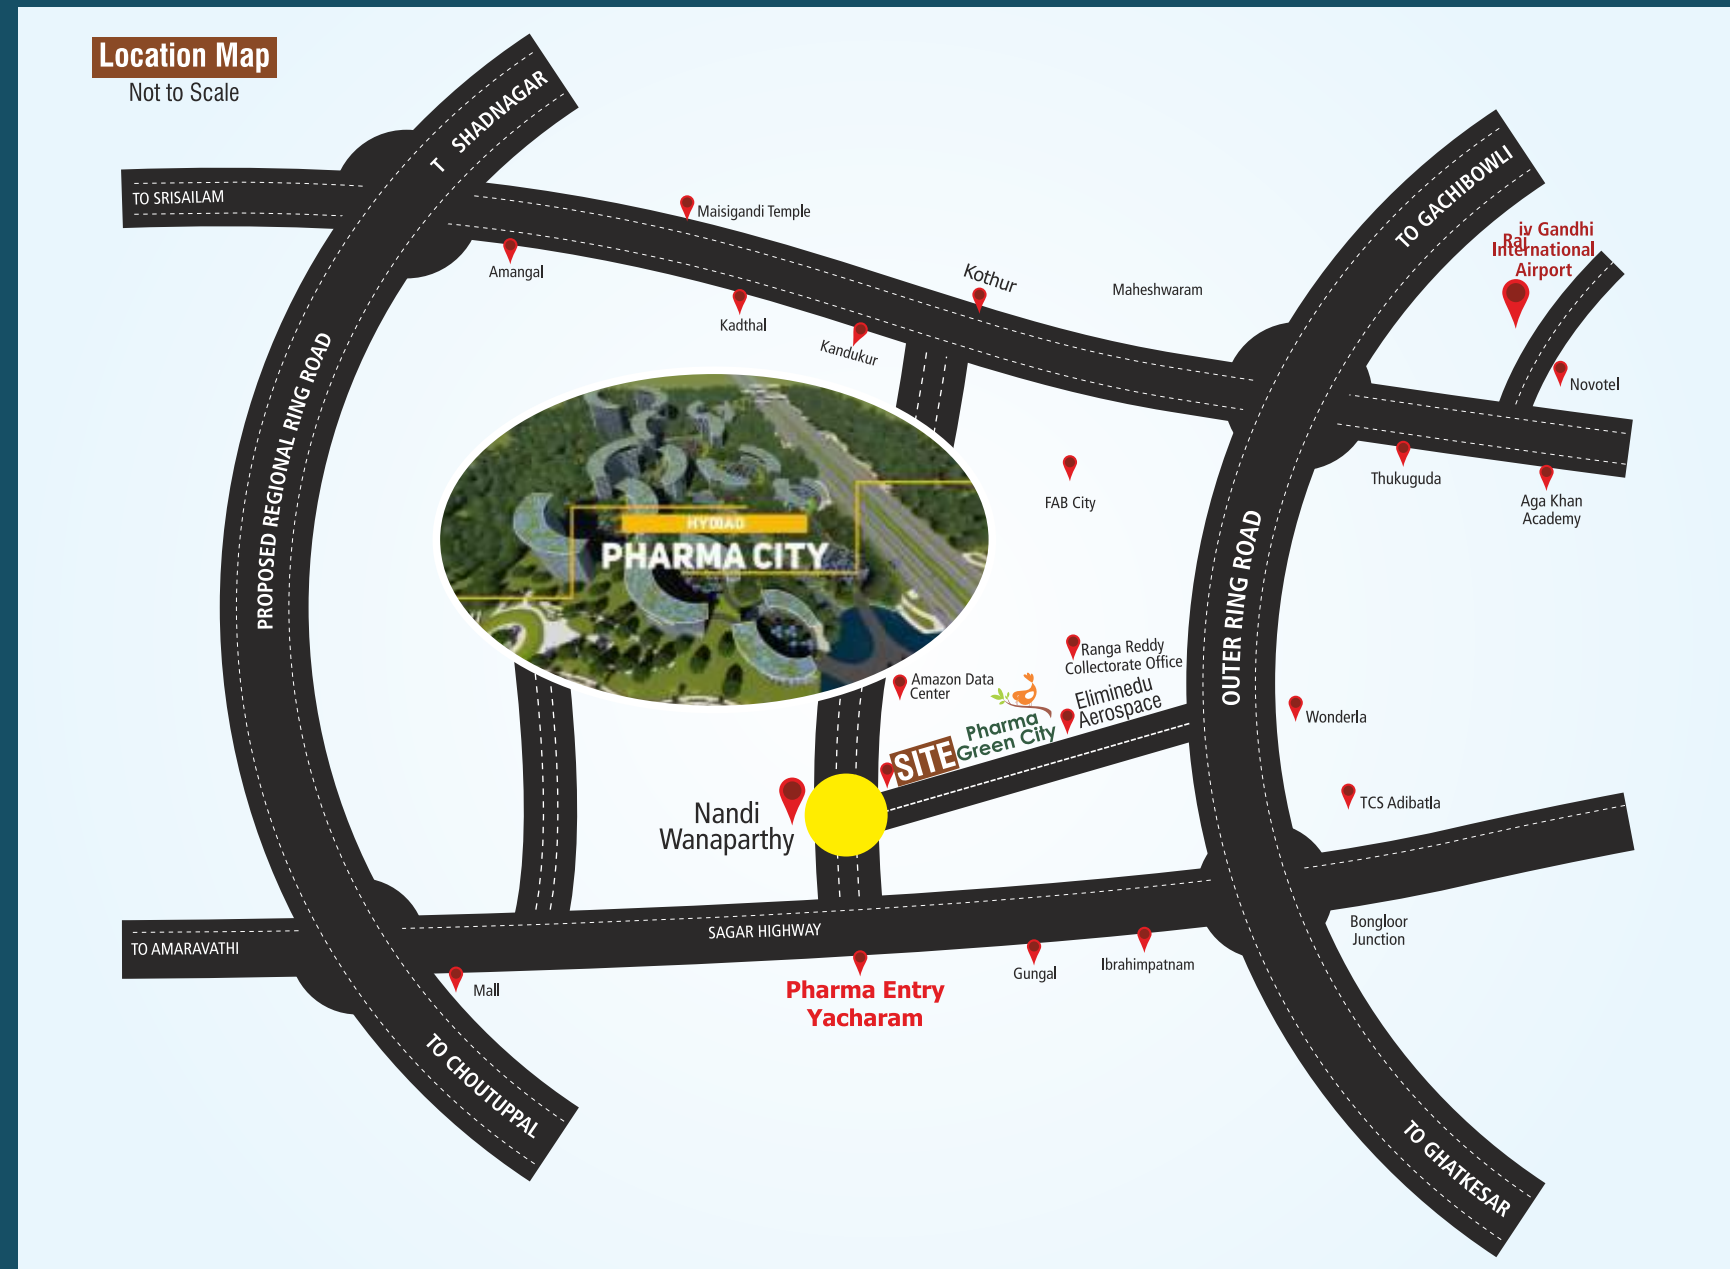 Location Map
Not to Scale
T SHADNAGAR
TO SRISAILAM
Maisigandi Temple
Amangal
Kadthal
Kandukur
Kothur
Maheshwaram
TO GACHIBOWLI
Raj
iv Gandhi
International
Airport
Novotel
Thukuguda
Aga Khan
Academy
FAB City
PROPOSED REGIONAL RING ROAD
PHARMA CITY
OUTER RING ROAD
Ranga Reddy
Collectorate Office
Amazon Data
Center
Eliminedu
Aerospace
Pharma
Green City
SITE
Wonderla
TCS Adibatla
Nandi
Wanaparthy
SAGAR HIGHWAY
TO AMARAVATHI
Bongloor
Junction
Ibrahimpatnam
Gungal
Mall
Pharma Entry
Yacharam
TO CHOUTUPPAL
TO GHATKESAR